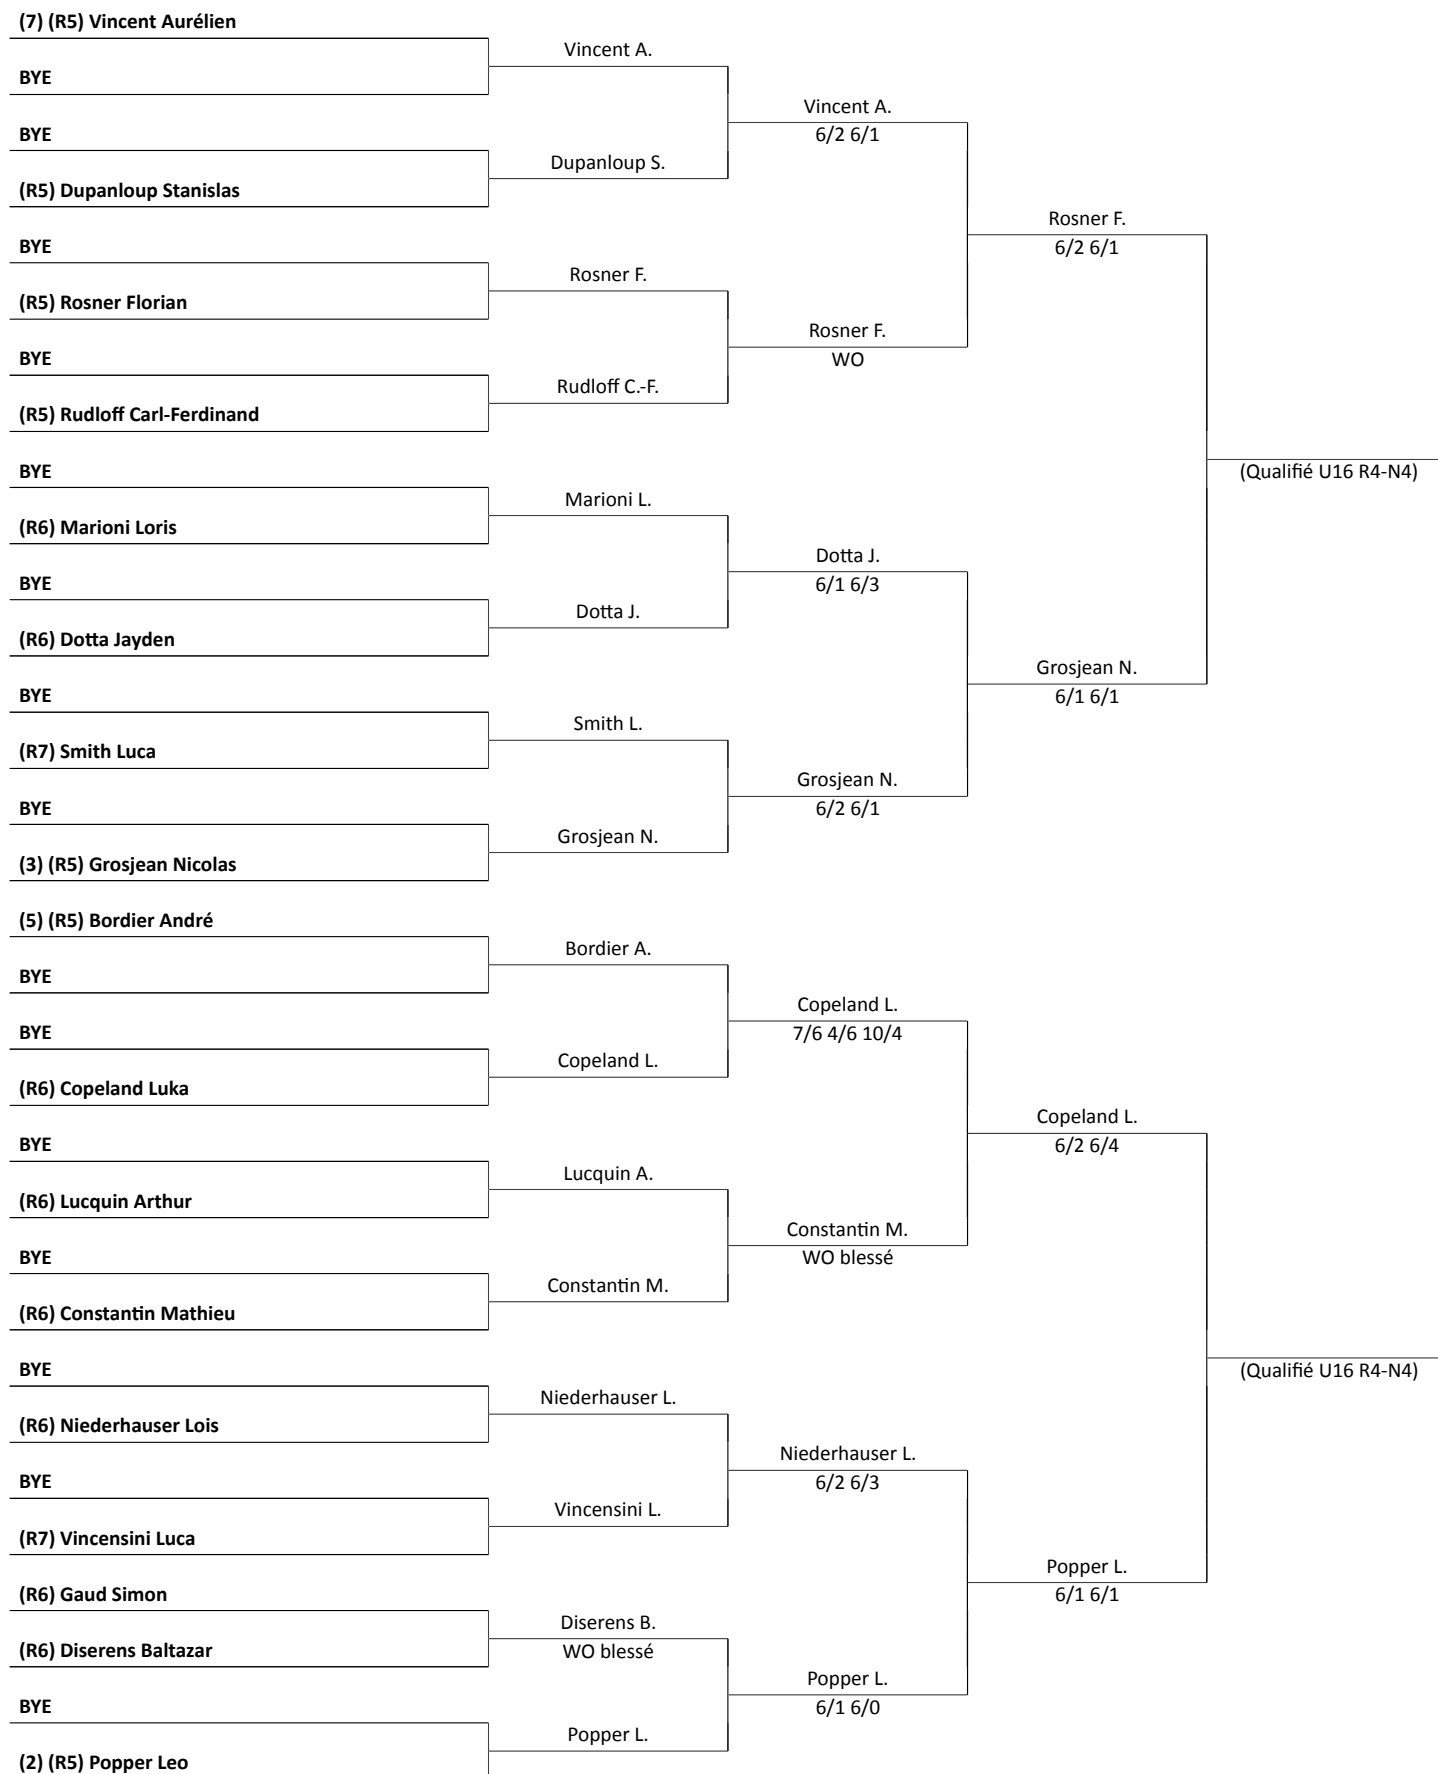 (7) (R5) Vincent Aurélien
BYE
BYE
(R5) Dupanloup Stanislas
BYE
(R5) Rosner Florian
BYE
(R5) Rudloff Carl-Ferdinand
BYE
(R6) Marioni Loris
BYE
(R6) Dotta Jayden
BYE
(R7) Smith Luca
BYE
(3) (R5) Grosjean Nicolas
(5) (R5) Bordier André
BYE
BYE
(R6) Copeland Luka
BYE
(R6) Lucquin Arthur
BYE
(R6) Constantin Mathieu
BYE
(R6) Niederhauser Lois
BYE
(R7) Vincensini Luca
(R6) Gaud Simon
(R6) Diserens Baltazar
BYE
(2) (R5) Popper Leo
Vincent A.
Dupanloup S.
Rosner F.
Rudloff C.-F.
Marioni L.
Dotta J.
Smith L.
Grosjean N.
Bordier A.
Copeland L.
Lucquin A.
Constantin M.
Niederhauser L.
Vincensini L.
Diserens B.
WO blessé
Popper L.
Vincent A.
6/2 6/1
Rosner F.
WO
Dotta J.
6/1 6/3
Grosjean N.
6/2 6/1
Copeland L.
7/6 4/6 10/4
Constantin M.
WO blessé
Niederhauser L.
6/2 6/3
Popper L.
6/1 6/0
Rosner F.
6/2 6/1
Grosjean N.
6/1 6/1
Copeland L.
6/2 6/4
Popper L.
6/1 6/1
(Qualifié U16 R4-N4)
(Qualifié U16 R4-N4)